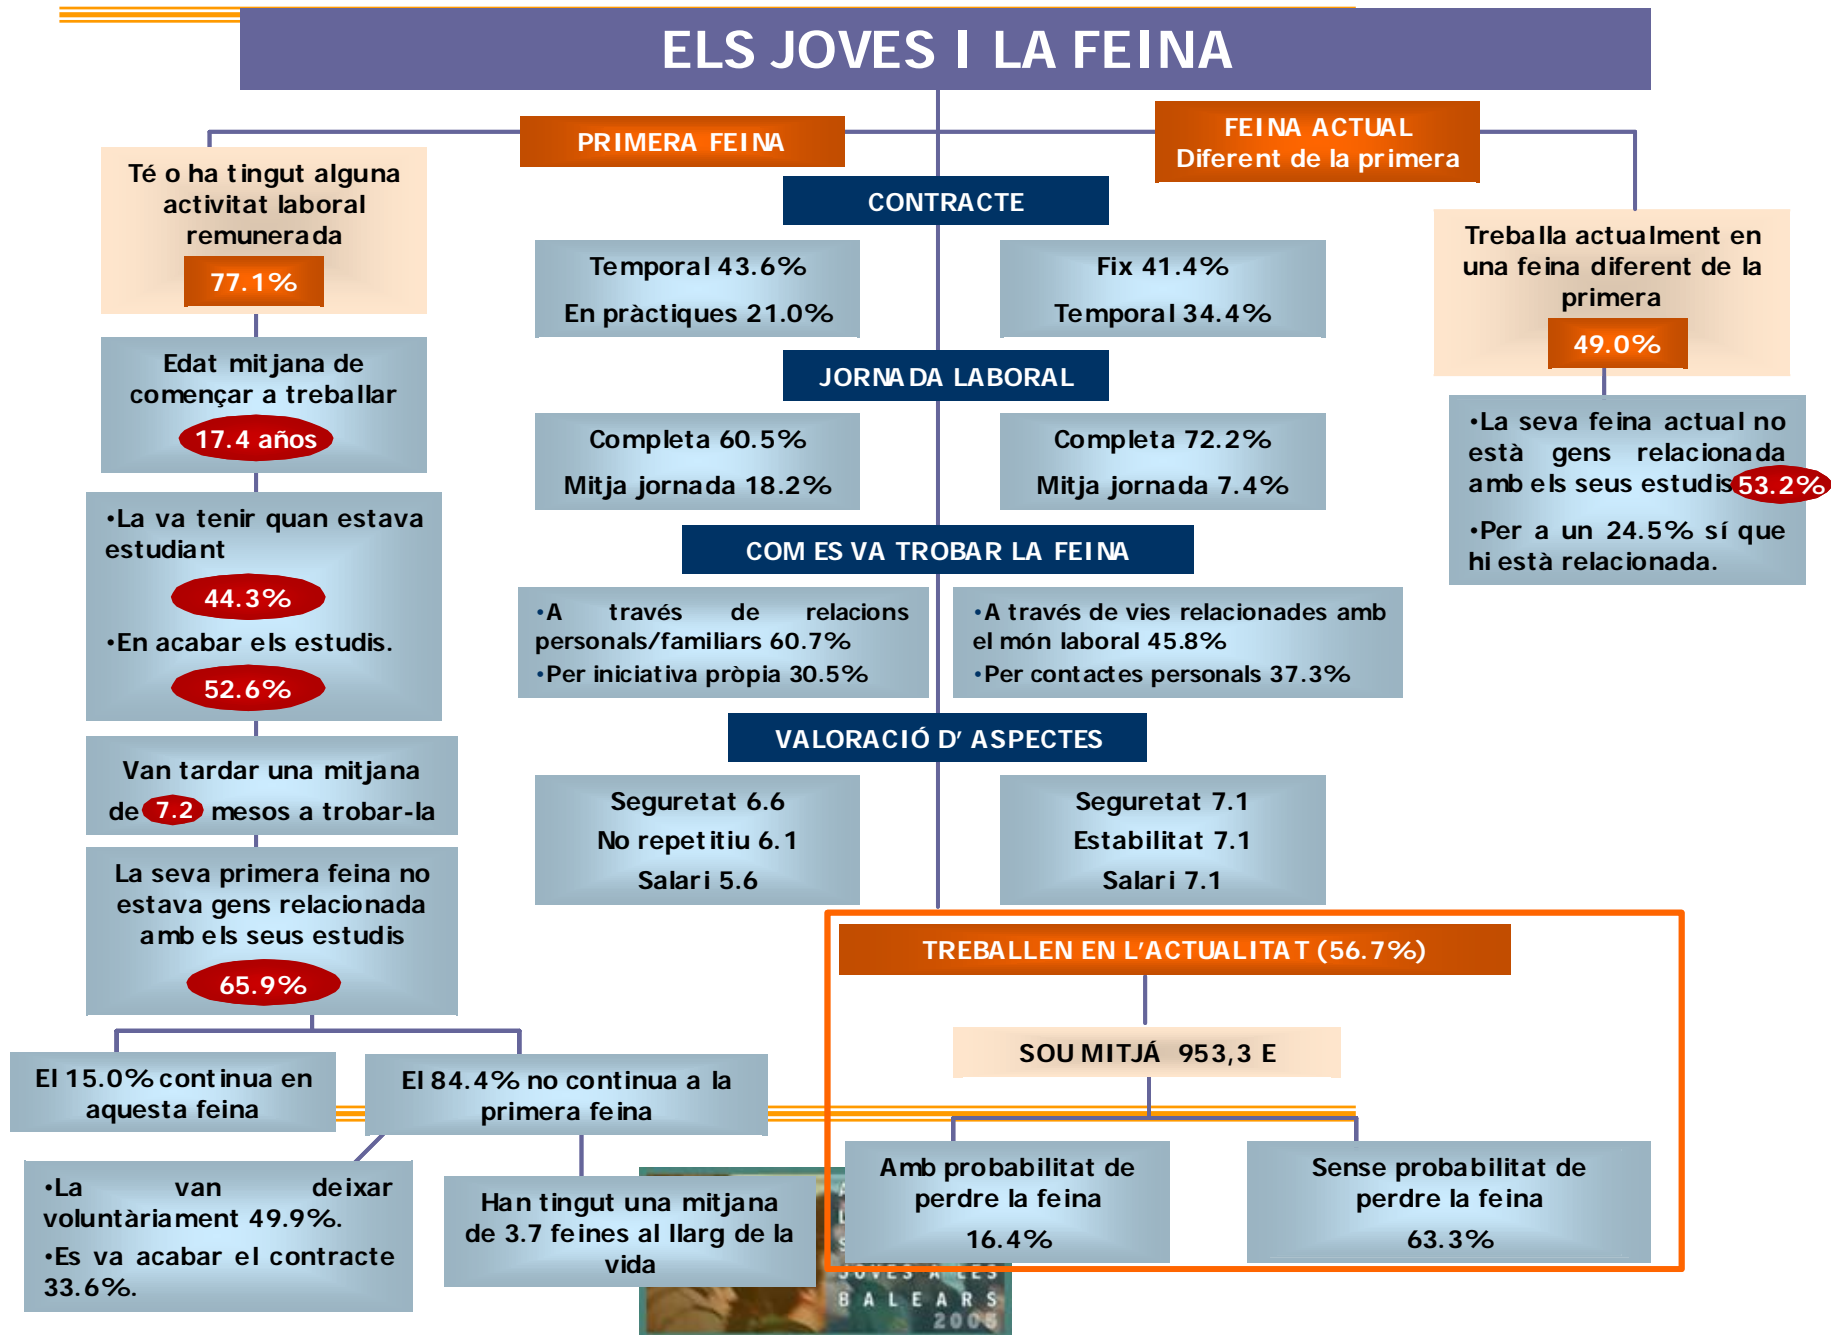 ELS JOVES I LA FEINA
PRIMERA FEINA
FEINA ACTUAL
Diferent de la primera
Té o ha tingut alguna
activitat laboral
remunerada
77.1%
Edat mitjana de
començar a treballar
17.4 años
•La va tenir quan estava
estudiant
44.3%
•En acabar els estudis.
52.6%
Van tardar una mitjana
de 7.2 mesos a trobar-la
La seva primera feina no
estava gens relacionada
amb els seus estudis
65.9%
El 15.0% continua en
aquesta feina
El 84.4% no continua a la
primera feina
•La van deixar
voluntàriament 49.9%.
•Es va acabar el contracte
33.6%.
Han tingut una mitjana
de 3.7 feines al llarg de la
vida
CONTRACTE
Temporal 43.6%
En pràctiques 21.0%
Fix 41.4%
Temporal 34.4%
JORNADA LABORAL
Completa 60.5%
Mitja jornada 18.2%
Completa 72.2%
Mitja jornada 7.4%
COM ES VA TROBAR LA FEINA
•A través de relacions
personals/familiars 60.7%
•Per iniciativa pròpia 30.5%
•A través de vies relacionades amb
el món laboral 45.8%
•Per contactes personals 37.3%
VALORACIÓ D' ASPECTES
Seguretat 6.6
No repetitiu 6.1
Salari 5.6
Seguretat 7.1
Estabilitat 7.1
Salari 7.1
Treballa actualment en
una feina diferent de la
primera
49.0%
•La seva feina actual no
està gens relacionada
amb els seus estudis 53.2%
•Per a un 24.5% sí que
hi està relacionada.
TREBALLEN EN L'ACTUALITAT (56.7%)
SOU MITJÁ 953,3 E
Amb probabilitat de
perdre la feina
16.4%
Sense probabilitat de
perdre la feina
63.3%
JOVES A LES
BALEARS